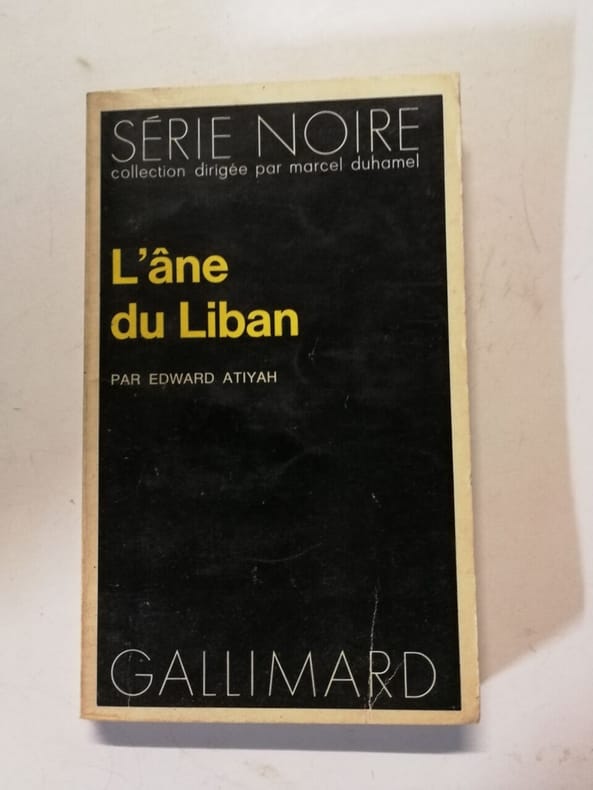 SÉRIE NOIRE
collection dirigée par marcel duhamel
L'âne
du Liban
PAR EDWARD ATIYAH
GALLIMARD